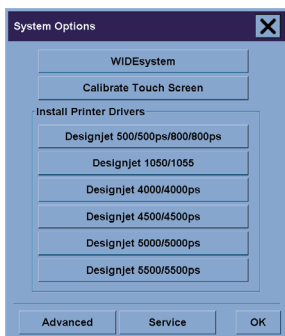 System Options
WIDEsystem
Calibrate Touch Screen
Install Printer Drivers
Designjet 500/500ps/800/800ps
Designjet 1050/1055
Designjet 4000/4000ps
Designjet 4500/4500ps
Designjet 5000/5000ps
Designjet 5500/5500ps
Advanced Service OK